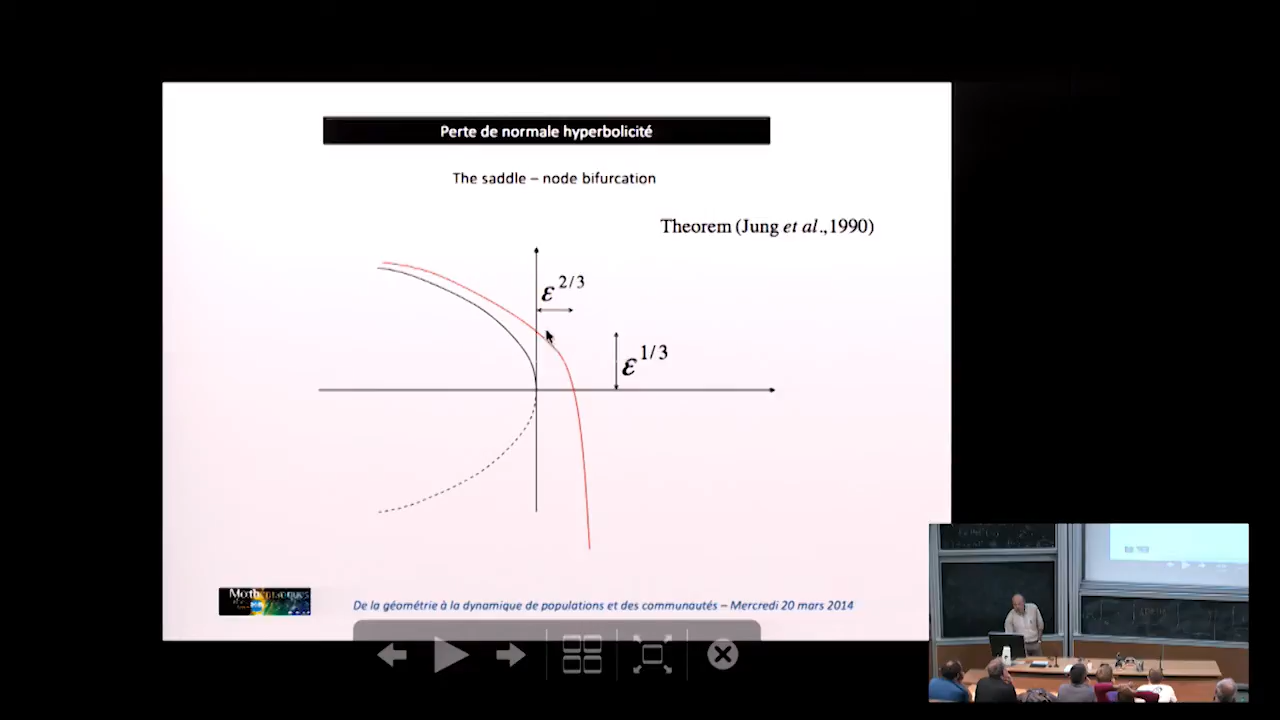 Perte de normale hyperbolicité
The saddle – node bifurcation
Theorem (Jung et al.,1990)
ε^2/3
ε^1/3
De la géométrie à la dynamique de populations et des communautés – Mercredi 20 mars 2014